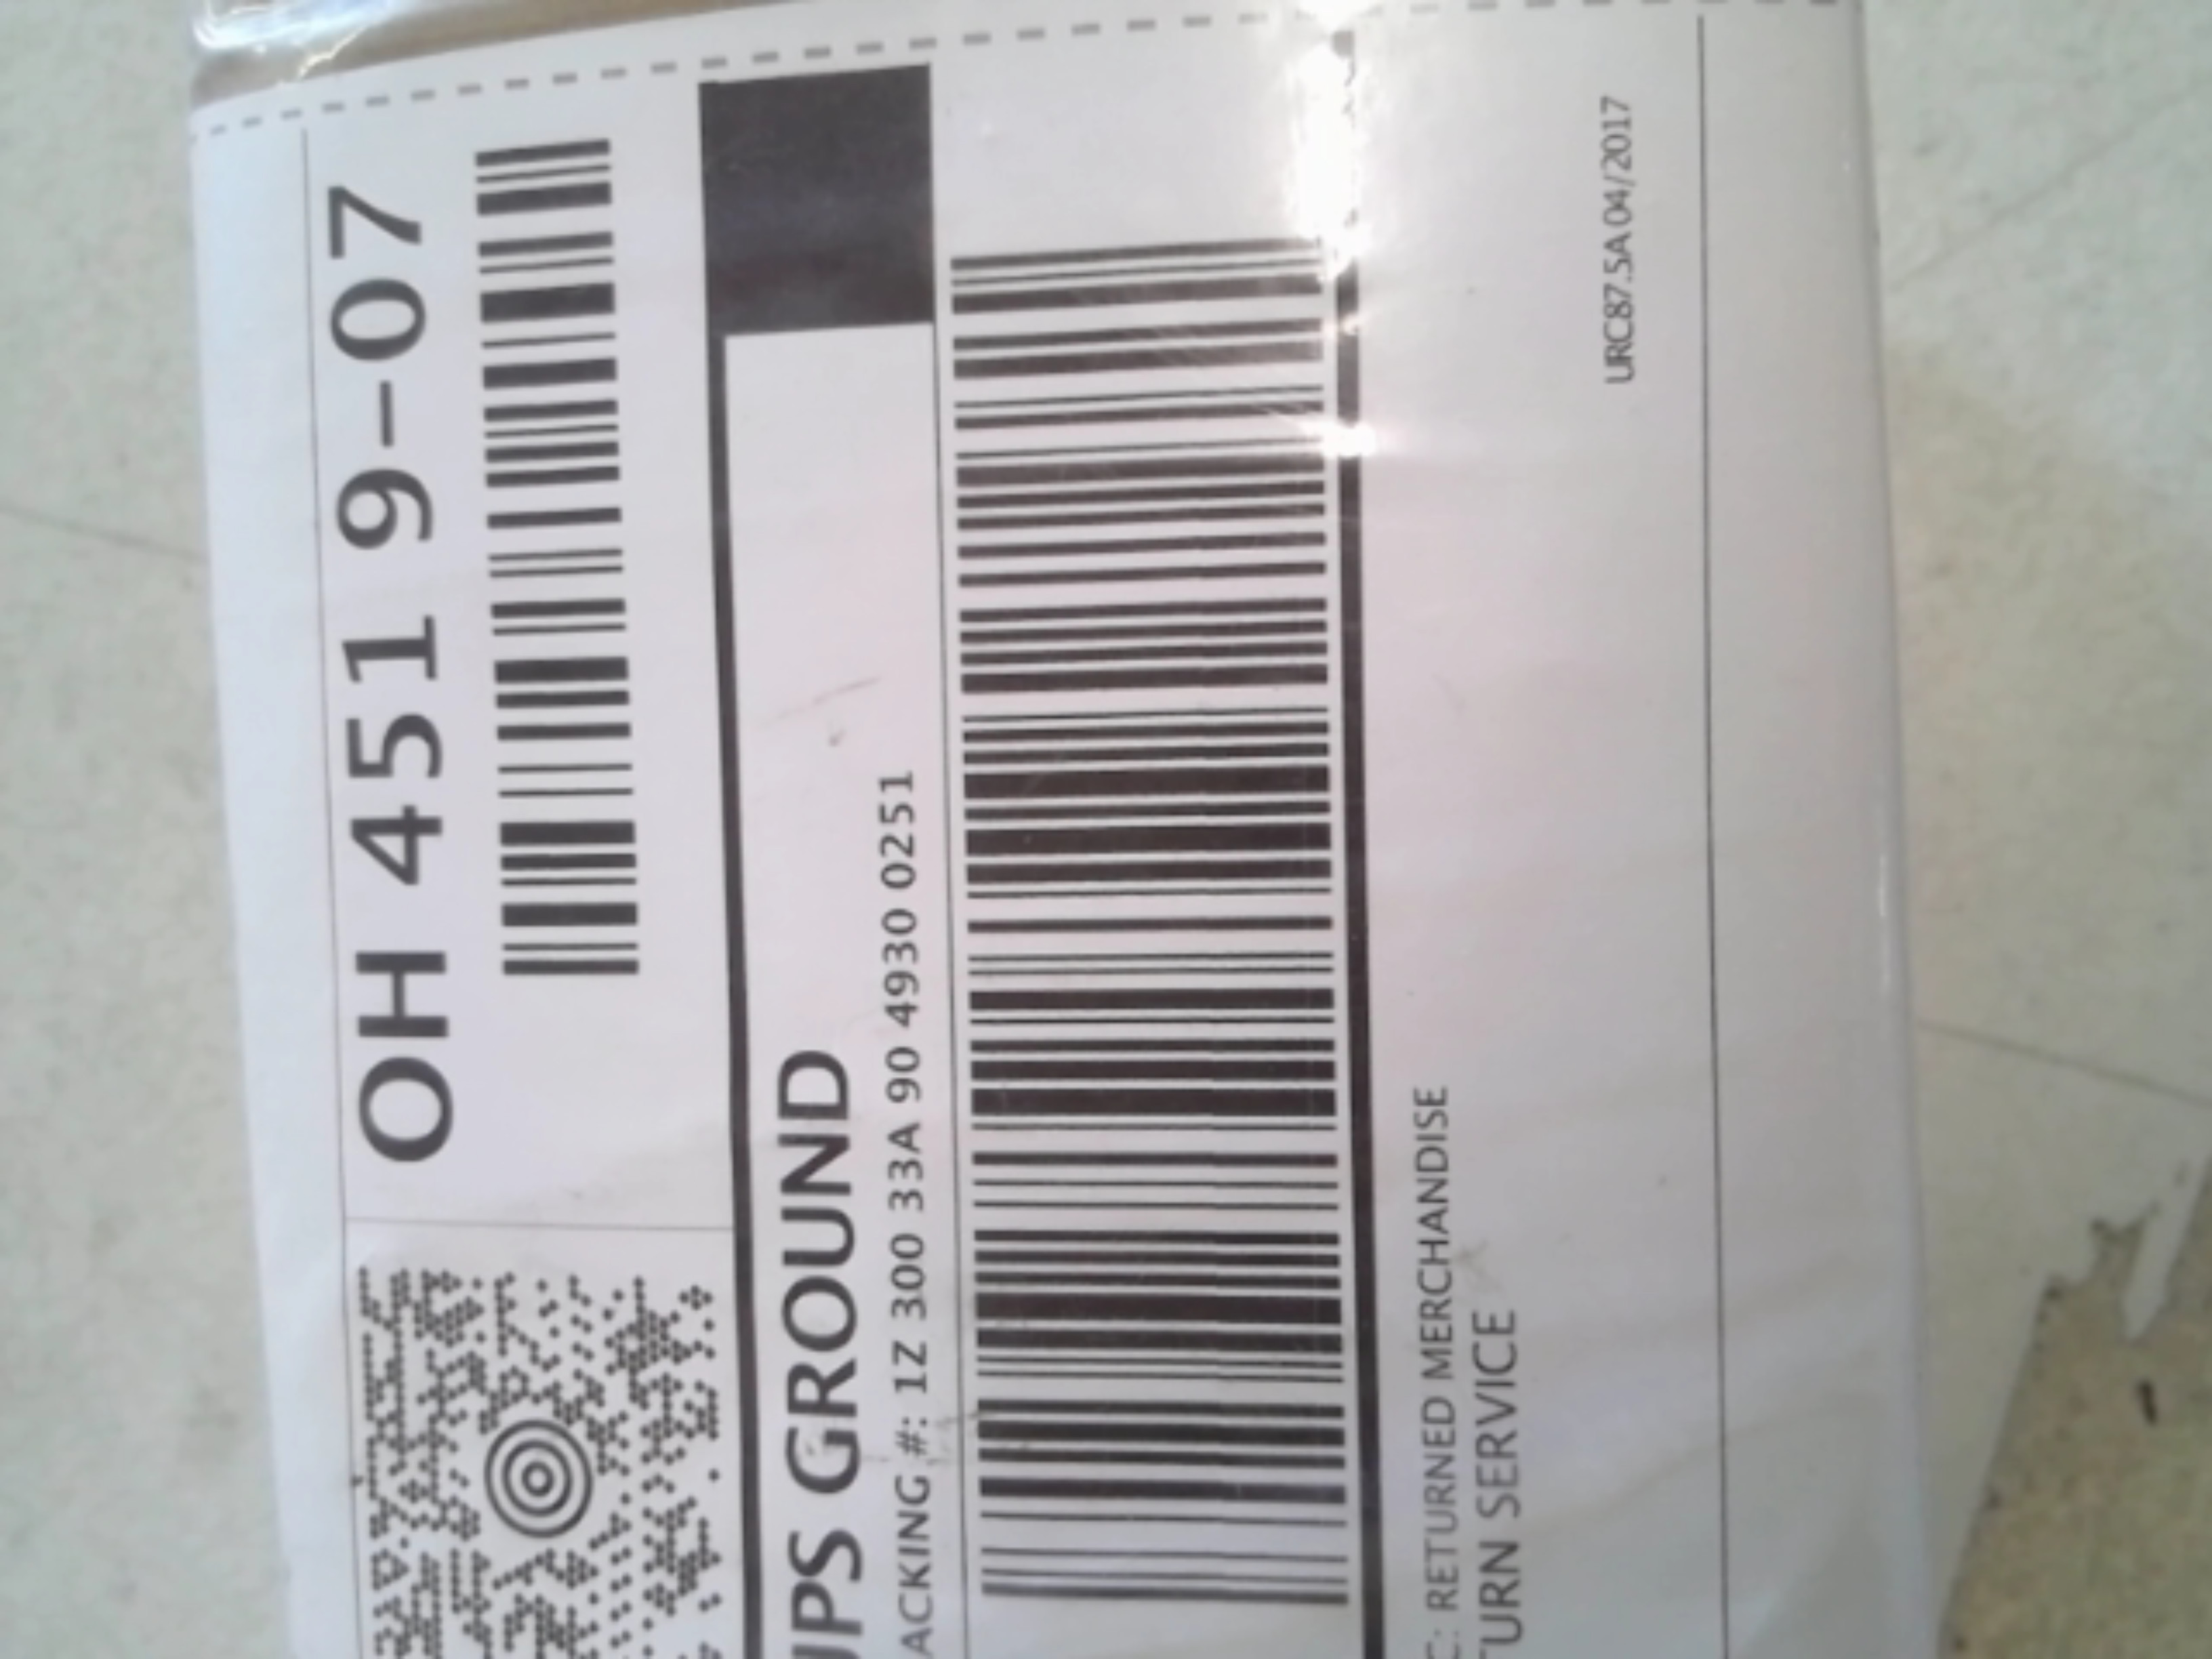 OH 451 9-07
UPS GROUND
ACKING #: 1Z 300 33A 90 4930 0251
C: RETURNED MERCHANDISE
TURN SERVICE
URC87.5A 04/2017